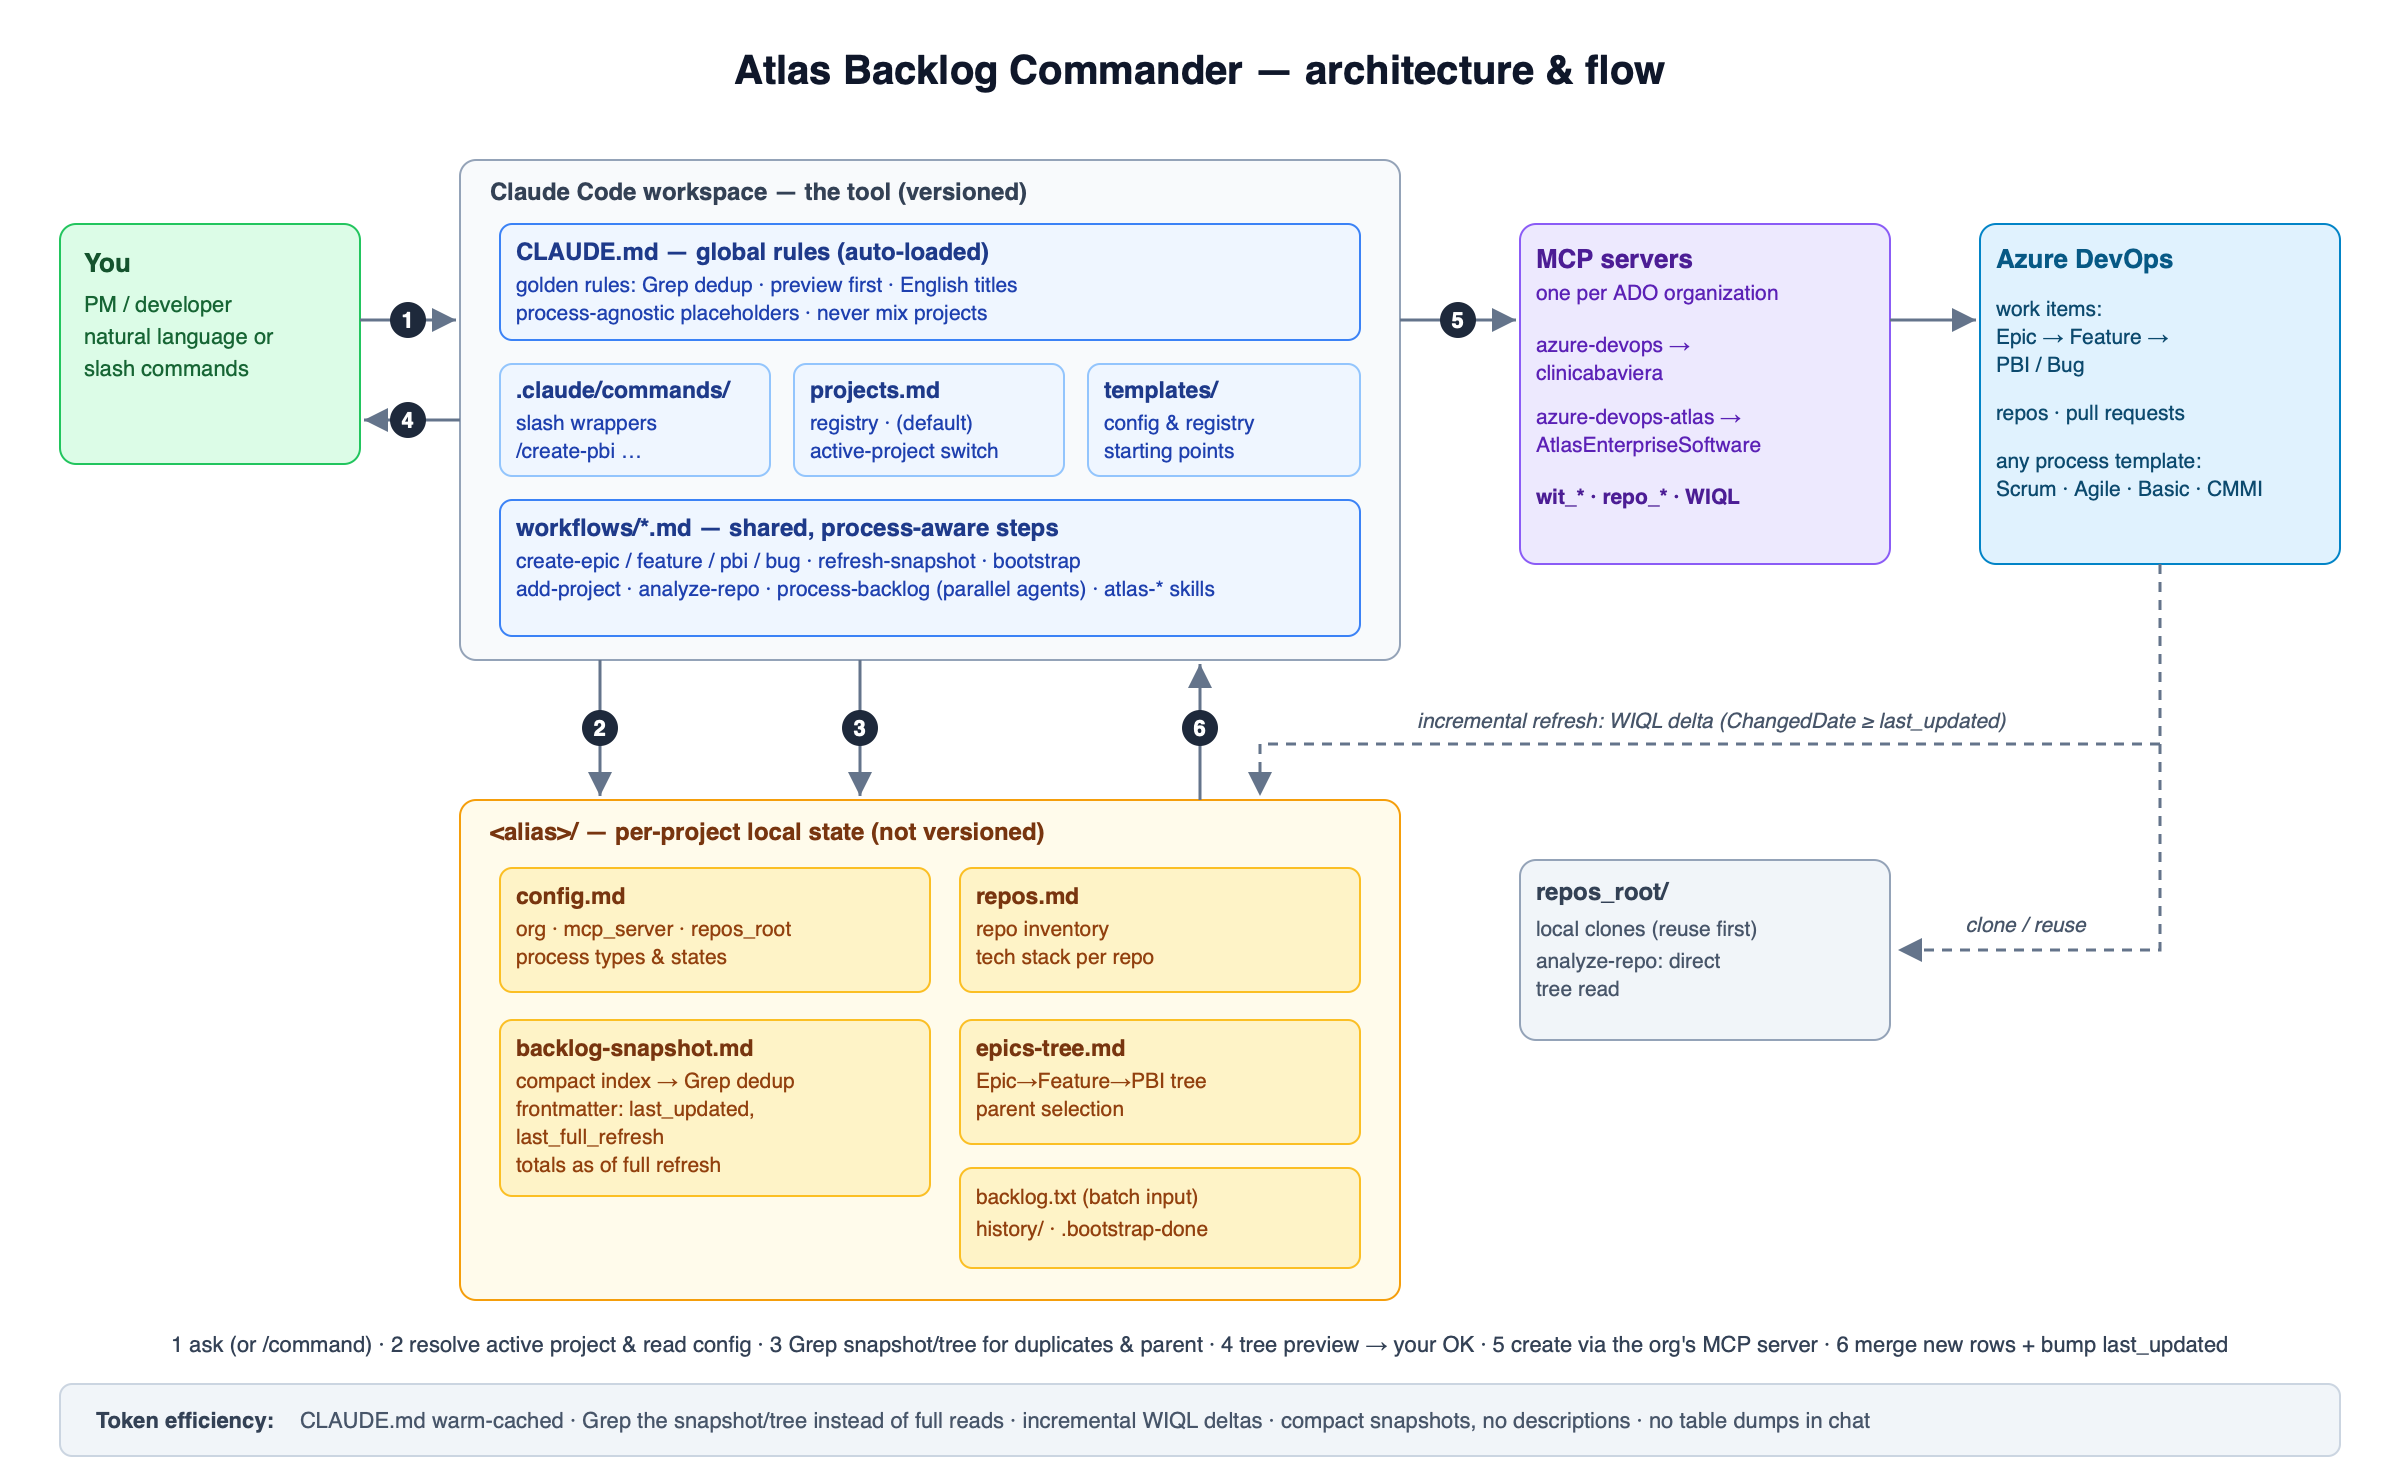 Atlas Backlog Commander — architecture & flow
You
PM / developer
natural language or
slash commands
1
4
Claude Code workspace — the tool (versioned)
CLAUDE.md — global rules (auto-loaded)
golden rules: Grep dedup · preview first · English titles
process-agnostic placeholders · never mix projects
.claude/commands/
slash wrappers
/create-pbi …
projects.md
registry · (default)
active-project switch
templates/
config & registry
starting points
workflows/*.md — shared, process-aware steps
create-epic / feature / pbi / bug · refresh-snapshot · bootstrap
add-project · analyze-repo · process-backlog (parallel agents) · atlas-* skills
5
MCP servers
one per ADO organization
azure-devops →
clinicabaviera
azure-devops-atlas →
AtlasEnterpriseSoftware
wit_* · repo_* · WIQL
Azure DevOps
work items:
Epic → Feature →
PBI / Bug
repos · pull requests
any process template:
Scrum · Agile · Basic · CMMI
2
3
6
incremental refresh: WIQL delta (ChangedDate ≥ last_updated)
<alias>/ — per-project local state (not versioned)
config.md
org · mcp_server · repos_root
process types & states
repos.md
repo inventory
tech stack per repo
backlog-snapshot.md
compact index → Grep dedup
frontmatter: last_updated,
last_full_refresh
totals as of full refresh
epics-tree.md
Epic→Feature→PBI tree
parent selection
backlog.txt (batch input)
history/ · .bootstrap-done
repos_root/
local clones (reuse first)
analyze-repo: direct
tree read
clone / reuse
1 ask (or /command) · 2 resolve active project & read config · 3 Grep snapshot/tree for duplicates & parent · 4 tree preview → your OK · 5 create via the org's MCP server · 6 merge new rows + bump last_updated
Token efficiency: CLAUDE.md warm-cached · Grep the snapshot/tree instead of full reads · incremental WIQL deltas · compact snapshots, no descriptions · no table dumps in chat